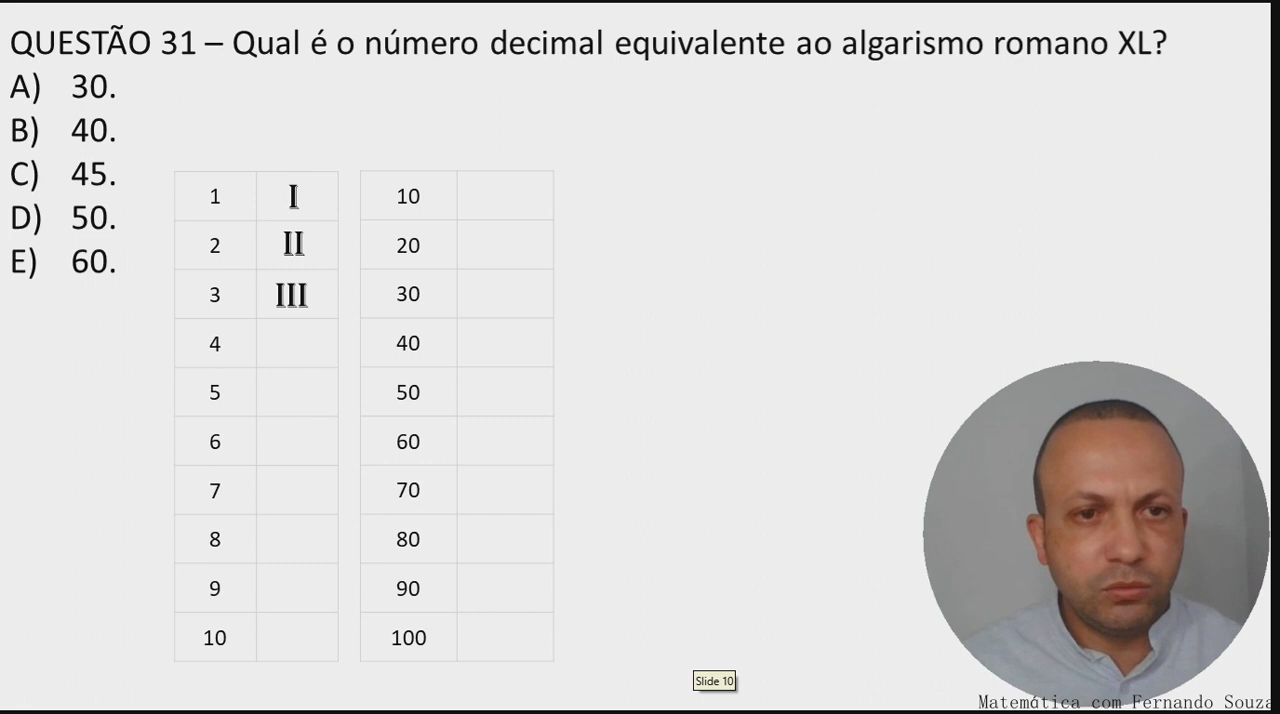 QUESTÃO 31 – Qual é o número decimal equivalente ao algarismo romano XL?
A) 30.
B) 40.
C) 45.
D) 50.
E) 60.
1 I 10
2 II 20
3 III 30
4 40
5 50
6 60
7 70
8 80
9 90
10 100
Slide 10
Matemática com Fernando Souza